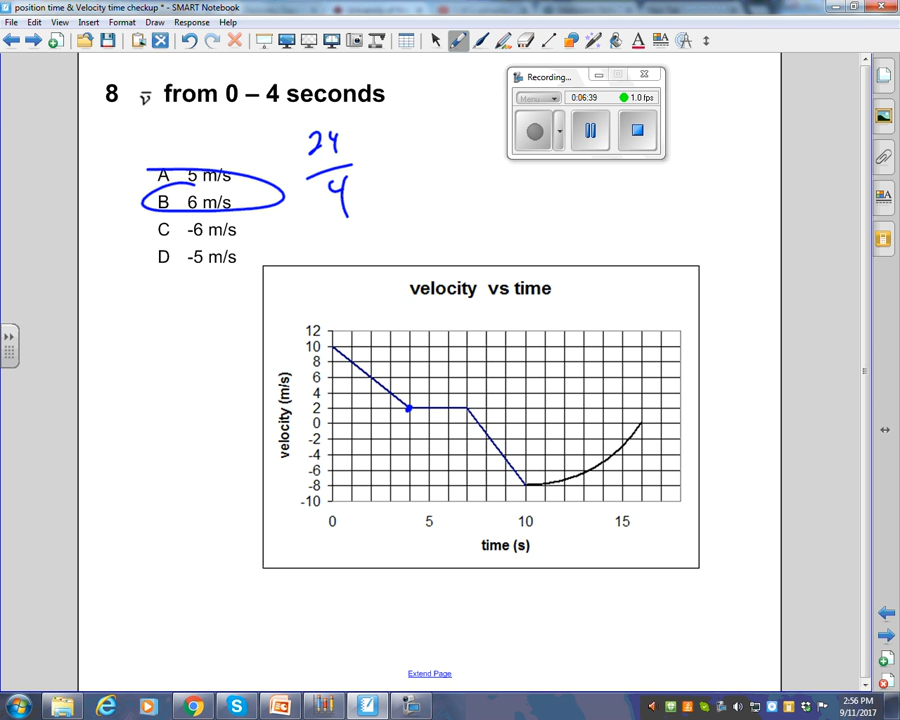 position time & Velocity time checkup * - SMART Notebook
File Edit View Insert Format Draw Response Help
8 v̄ from 0 – 4 seconds
Recording...
Menu
0:06:39
1.0 fps
24
4
A 5 m/s
B 6 m/s
C -6 m/s
D -5 m/s
velocity vs time
velocity (m/s)
12
10
8
6
4
2
0
-2
-4
-6
-8
-10
0 5 10 15
time (s)
Extend Page
2:56 PM
9/11/2017